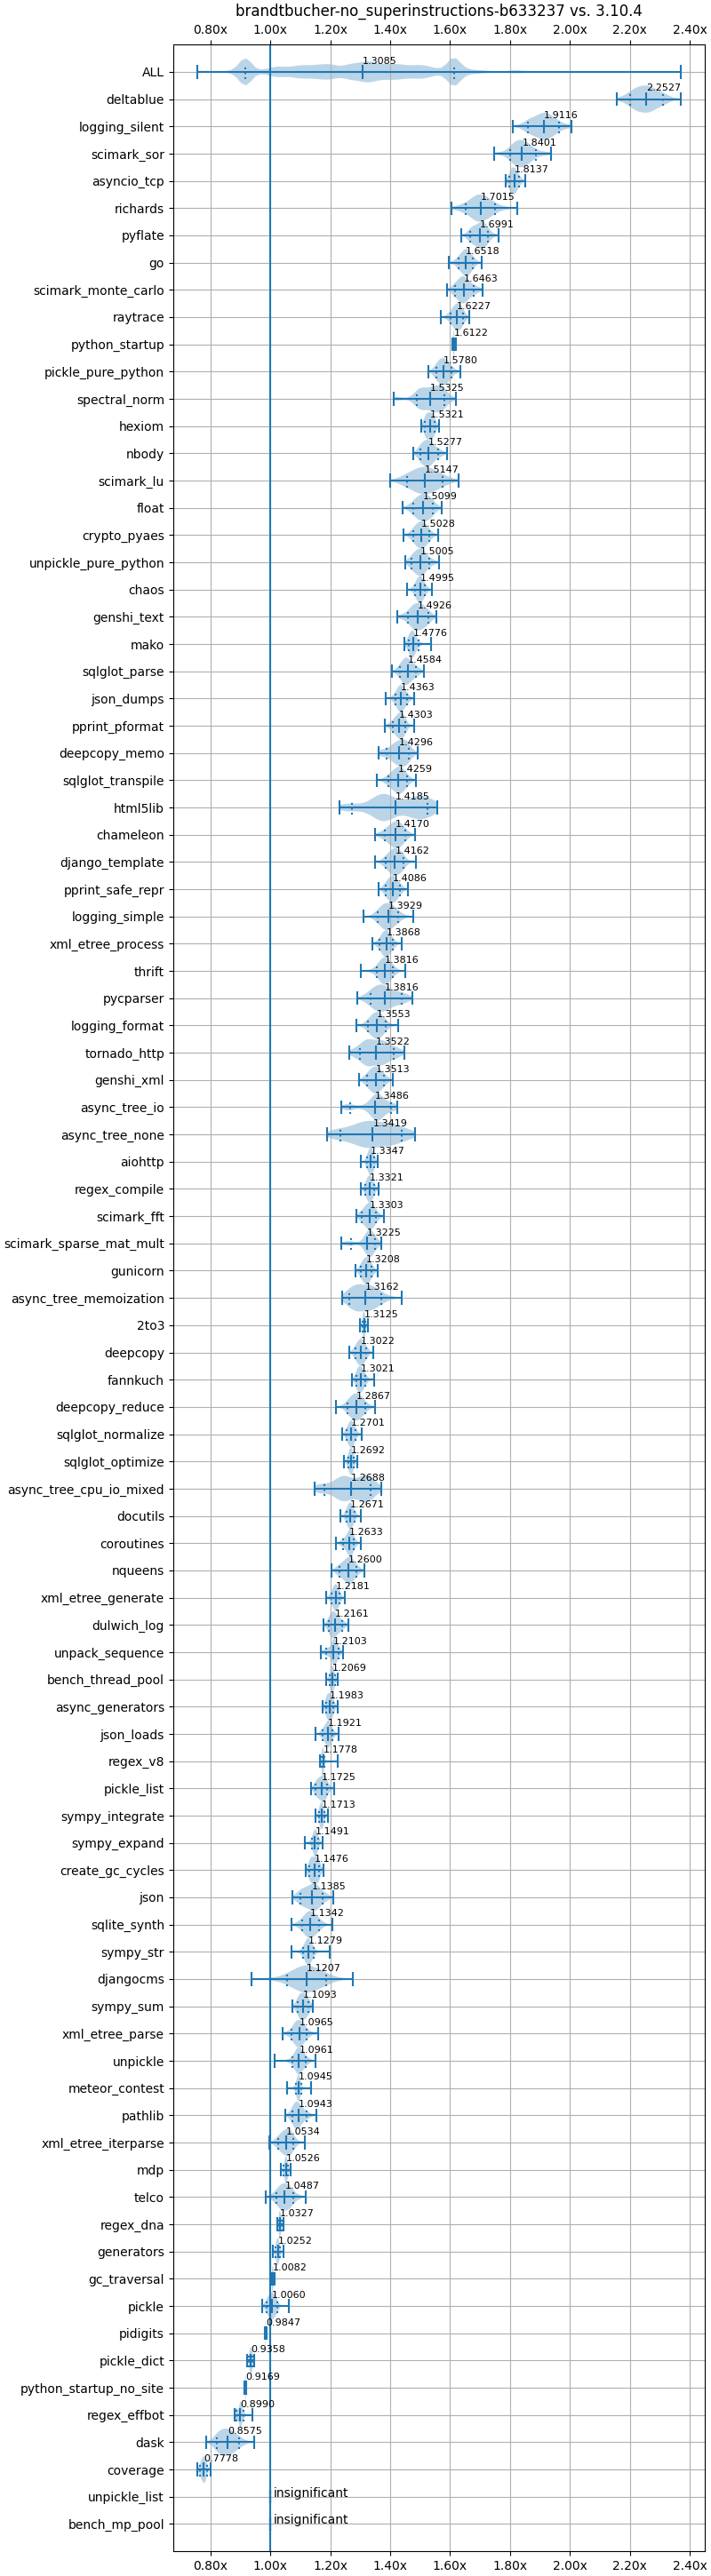 brandtbucher-no_superinstructions-b633237 vs. 3.10.4
0.80x 1.00x 1.20x 1.40x 1.60x 1.80x 2.00x 2.20x 2.40x
ALL 1.3085
deltablue 2.2527
logging_silent 1.9116
scimark_sor 1.8401
asyncio_tcp 1.8137
richards 1.7015
pyflate 1.6991
go 1.6518
scimark_monte_carlo 1.6463
raytrace 1.6227
python_startup 1.6122
pickle_pure_python 1.5780
spectral_norm 1.5325
hexiom 1.5321
nbody 1.5277
scimark_lu 1.5147
float 1.5099
crypto_pyaes 1.5028
unpickle_pure_python 1.5005
chaos 1.4995
genshi_text 1.4926
mako 1.4776
sqlglot_parse 1.4584
json_dumps 1.4363
pprint_pformat 1.4303
deepcopy_memo 1.4296
sqlglot_transpile 1.4259
html5lib 1.4185
chameleon 1.4170
django_template 1.4162
pprint_safe_repr 1.4086
logging_simple 1.3929
xml_etree_process 1.3868
thrift 1.3816
pycparser 1.3816
logging_format 1.3553
tornado_http 1.3522
genshi_xml 1.3513
async_tree_io 1.3486
async_tree_none 1.3419
aiohttp 1.3347
regex_compile 1.3321
scimark_fft 1.3303
scimark_sparse_mat_mult 1.3225
gunicorn 1.3208
async_tree_memoization 1.3162
2to3 1.3125
deepcopy 1.3022
fannkuch 1.3021
deepcopy_reduce 1.2867
sqlglot_normalize 1.2701
sqlglot_optimize 1.2692
async_tree_cpu_io_mixed 1.2688
docutils 1.2671
coroutines 1.2633
nqueens 1.2600
xml_etree_generate 1.2181
dulwich_log 1.2161
unpack_sequence 1.2103
bench_thread_pool 1.2069
async_generators 1.1983
json_loads 1.1921
regex_v8 1.1778
pickle_list 1.1725
sympy_integrate 1.1713
sympy_expand 1.1491
create_gc_cycles 1.1476
json 1.1385
sqlite_synth 1.1342
sympy_str 1.1279
djangocms 1.1207
sympy_sum 1.1093
xml_etree_parse 1.0965
unpickle 1.0961
meteor_contest 1.0945
pathlib 1.0943
xml_etree_iterparse 1.0534
mdp 1.0526
telco 1.0487
regex_dna 1.0327
generators 1.0252
gc_traversal 1.0082
pickle 1.0060
pidigits 0.9847
pickle_dict 0.9358
python_startup_no_site 0.9169
regex_effbot 0.8990
dask 0.8575
coverage 0.7778
unpickle_list insignificant
bench_mp_pool insignificant
0.80x 1.00x 1.20x 1.40x 1.60x 1.80x 2.00x 2.20x 2.40x